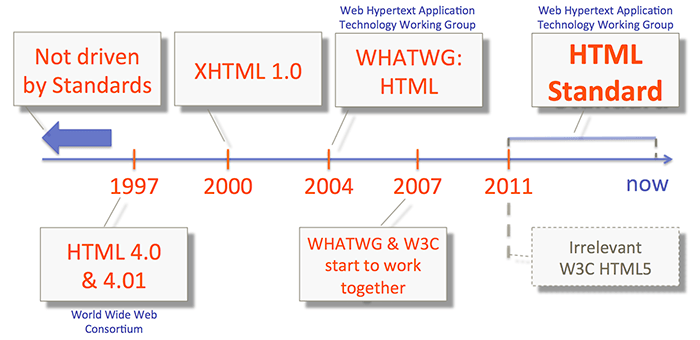 Web Hypertext Application
Technology Working Group
Web Hypertext Application
Technology Working Group
Not driven
by Standards
XHTML 1.0
WHATWG:
HTML
HTML
Standard
1997
2000
2004
2007
2011
now
HTML 4.0
& 4.01
World Wide Web
Consortium
WHATWG & W3C
start to work
together
Irrelevant
W3C HTML5